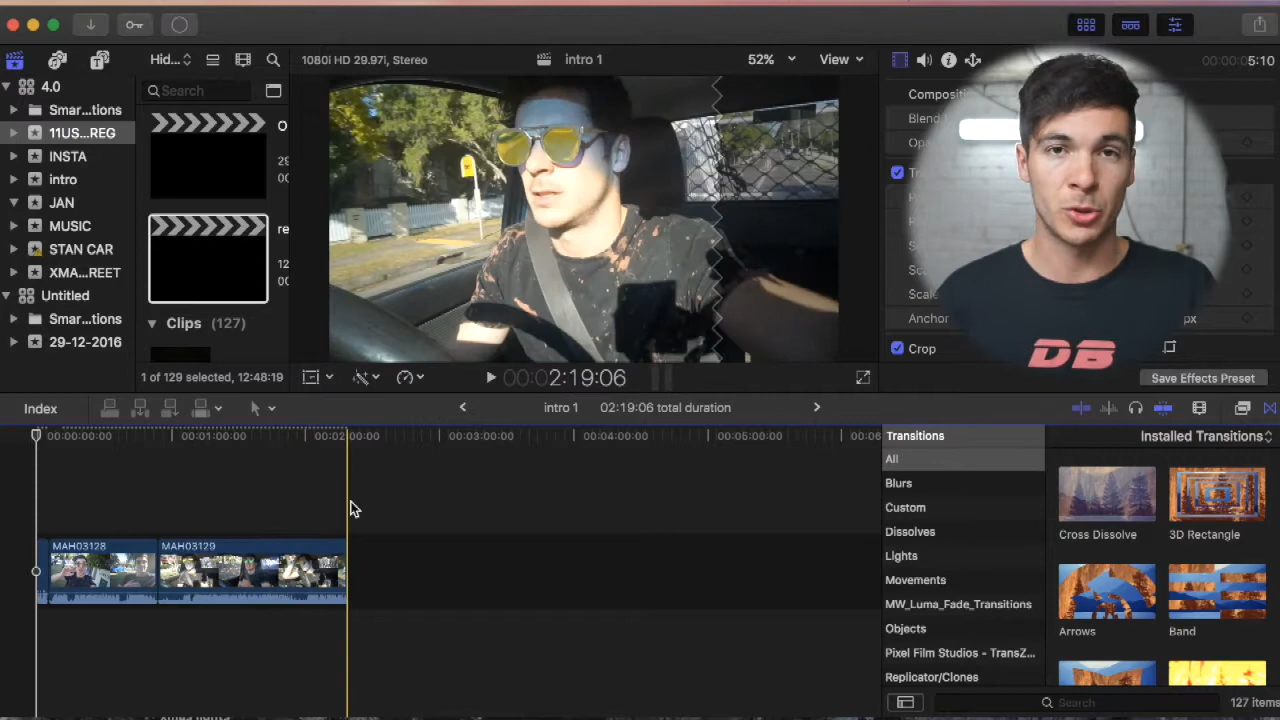 Hid...
1080i HD 29.97i, Stereo
intro 1
52%
View
5:10
4.0
Search
Smar...tions
11US...REG
INSTA
intro
JAN
MUSIC
STAN CAR
XMA...REET
Untitled
Smar...tions
29-12-2016
O
29
00
re
12
00
Clips (127)
1 of 129 selected, 12:48:19
00:00:02:19:06
Crop
Anchor
px
DB
Save Effects Preset
Index
intro 1
02:19:06 total duration
00:00:00:00
00:01:00:00
00:02:00:00
00:03:00:00
00:04:00:00
00:05:00:00
00:06
MAH03128
MAH03129
Transitions
Installed Transitions
All
Blurs
Custom
Dissolves
Lights
Movements
MW_Luma_Fade_Transitions
Objects
Pixel Film Studios - TransZ...
Replicator/Clones
Cross Dissolve
3D Rectangle
Arrows
Band
Search
127 items